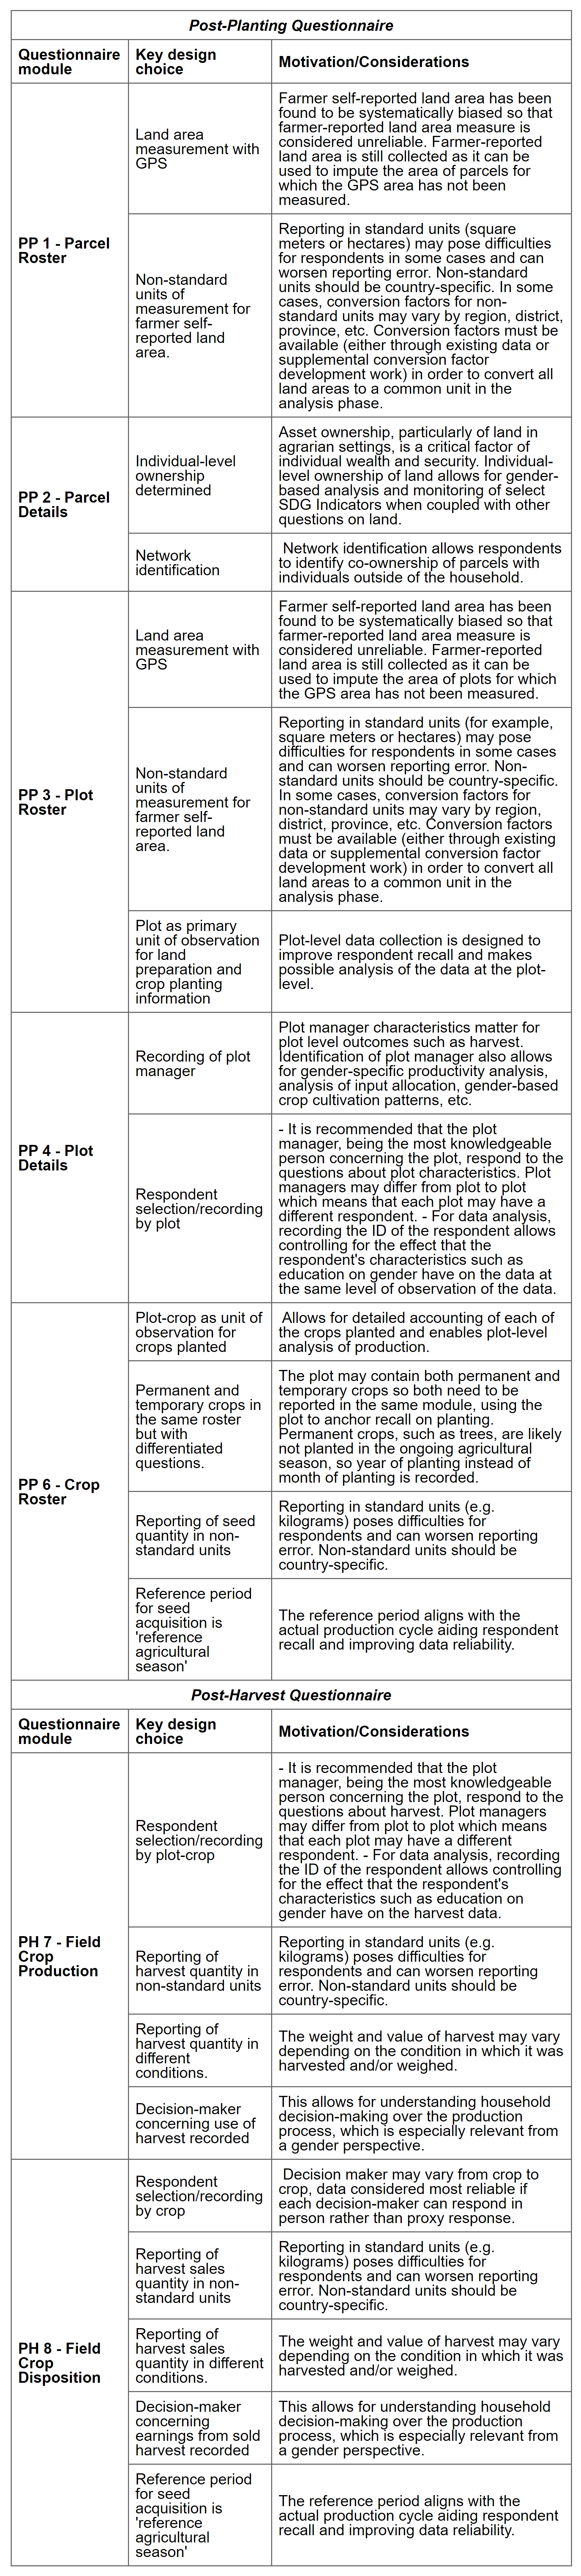 Post-Planting Questionnaire
Questionnaire
module
Key design
choice
Motivation/Considerations
PP 1 - Parcel
Roster
Land area
measurement with
GPS
Farmer self-reported land area has been
found to be systematically biased so that
farmer-reported land area measure is
considered unreliable. Farmer-reported
land area is still collected as it can be
used to impute the area of parcels for
which the GPS area has not been
measured.
Non-standard
units of
measurement for
farmer self-
reported land
area.
Reporting in standard units (square
meters or hectares) may pose difficulties
for respondents in some cases and can
worsen reporting error. Non-standard
units should be country-specific. In some
cases, conversion factors for non-
standard units may vary by region, district,
province, etc. Conversion factors must be
available (either through existing data or
supplemental conversion factor
development work) in order to convert all
land areas to a common unit in the
analysis phase.
PP 2 - Parcel
Details
Individual-level
ownership
determined
Asset ownership, particularly of land in
agrarian settings, is a critical factor of
individual wealth and security. Individual-
level ownership of land allows for gender-
based analysis and monitoring of select
SDG Indicators when coupled with other
questions on land.
Network
identification
Network identification allows respondents
to identify co-ownership of parcels with
individuals outside of the household.
PP 3 - Plot
Roster
Land area
measurement with
GPS
Farmer self-reported land area has been
found to be systematically biased so that
farmer-reported land area measure is
considered unreliable. Farmer-reported
land area is still collected as it can be
used to impute the area of plots for which
the GPS area has not been measured.
Non-standard
units of
measurement for
farmer self-
reported land
area.
Reporting in standard units (for example,
square meters or hectares) may pose
difficulties for respondents in some cases
and can worsen reporting error. Non-
standard units should be country-specific.
In some cases, conversion factors for
non-standard units may vary by region,
district, province, etc. Conversion factors
must be available (either through existing
data or supplemental conversion factor
development work) in order to convert all
land areas to a common unit in the
analysis phase.
Plot as primary
unit of observation
for land
preparation and
crop planting
information
Plot-level data collection is designed to
improve respondent recall and makes
possible analysis of the data at the plot-
level.
PP 4 - Plot
Details
Recording of plot
manager
Plot manager characteristics matter for
plot level outcomes such as harvest.
Identification of plot manager also allows
for gender-specific productivity analysis,
analysis of input allocation, gender-based
crop cultivation patterns, etc.
Respondent
selection/recording
by plot
- It is recommended that the plot
manager, being the most knowledgeable
person concerning the plot, respond to the
questions about plot characteristics. Plot
managers may differ from plot to plot
which means that each plot may have a
different respondent. - For data analysis,
recording the ID of the respondent allows
controlling for the effect that the
respondent's characteristics such as
education on gender have on the data at
the same level of observation of the data.
PP 6 - Crop
Roster
Plot-crop as unit of
observation for
crops planted
Allows for detailed accounting of each of
the crops planted and enables plot-level
analysis of production.
Permanent and
temporary crops in
the same roster
but with
differentiated
questions.
The plot may contain both permanent and
temporary crops so both need to be
reported in the same module, using the
plot to anchor recall on planting.
Permanent crops, such as trees, are likely
not planted in the ongoing agricultural
season, so year of planting instead of
month of planting is recorded.
Reporting of seed
quantity in non-
standard units
Reporting in standard units (e.g.
kilograms) poses difficulties for
respondents and can worsen reporting
error. Non-standard units should be
country-specific.
Reference period
for seed
acquisition is
'reference
agricultural
season'
The reference period aligns with the
actual production cycle aiding respondent
recall and improving data reliability.
Post-Harvest Questionnaire
Questionnaire
module
Key design
choice
Motivation/Considerations
PH 7 - Field
Crop
Production
Respondent
selection/recording
by plot-crop
- It is recommended that the plot
manager, being the most knowledgeable
person concerning the plot, respond to the
questions about harvest. Plot managers
may differ from plot to plot which means
that each plot may have a different
respondent. - For data analysis, recording
the ID of the respondent allows controlling
for the effect that the respondent's
characteristics such as education on
gender have on the harvest data.
Reporting of
harvest quantity in
non-standard units
Reporting in standard units (e.g.
kilograms) poses difficulties for
respondents and can worsen reporting
error. Non-standard units should be
country-specific.
Reporting of
harvest quantity in
different
conditions.
The weight and value of harvest may vary
depending on the condition in which it was
harvested and/or weighed.
Decision-maker
concerning use of
harvest recorded
This allows for understanding household
decision-making over the production
process, which is especially relevant from
a gender perspective.
PH 8 - Field
Crop
Disposition
Respondent
selection/recording
by crop
Decision maker may vary from crop to
crop, data considered most reliable if
each decision-maker can respond in
person rather than proxy response.
Reporting of
harvest sales
quantity in non-
standard units
Reporting in standard units (e.g.
kilograms) poses difficulties for
respondents and can worsen reporting
error. Non-standard units should be
country-specific.
Reporting of
harvest sales
quantity in different
conditions.
The weight and value of harvest may vary
depending on the condition in which it was
harvested and/or weighed.
Decision-maker
concerning
earnings from sold
harvest recorded
This allows for understanding household
decision-making over the production
process, which is especially relevant from
a gender perspective.
Reference period
for seed
acquisition is
'reference
agricultural
season'
The reference period aligns with the
actual production cycle aiding respondent
recall and improving data reliability.